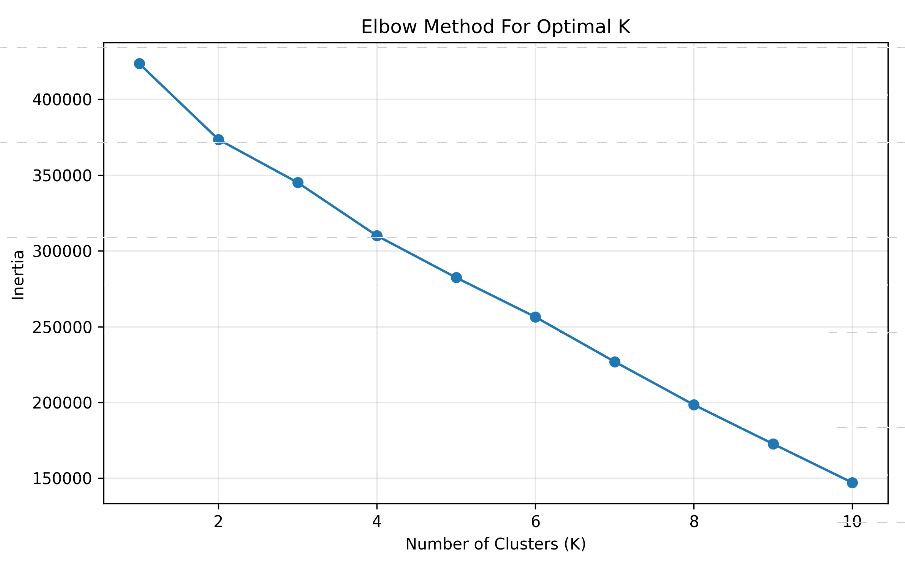 Elbow Method For Optimal K
400000
350000
300000
250000
200000
150000
Inertia
2 4 6 8 10
Number of Clusters (K)